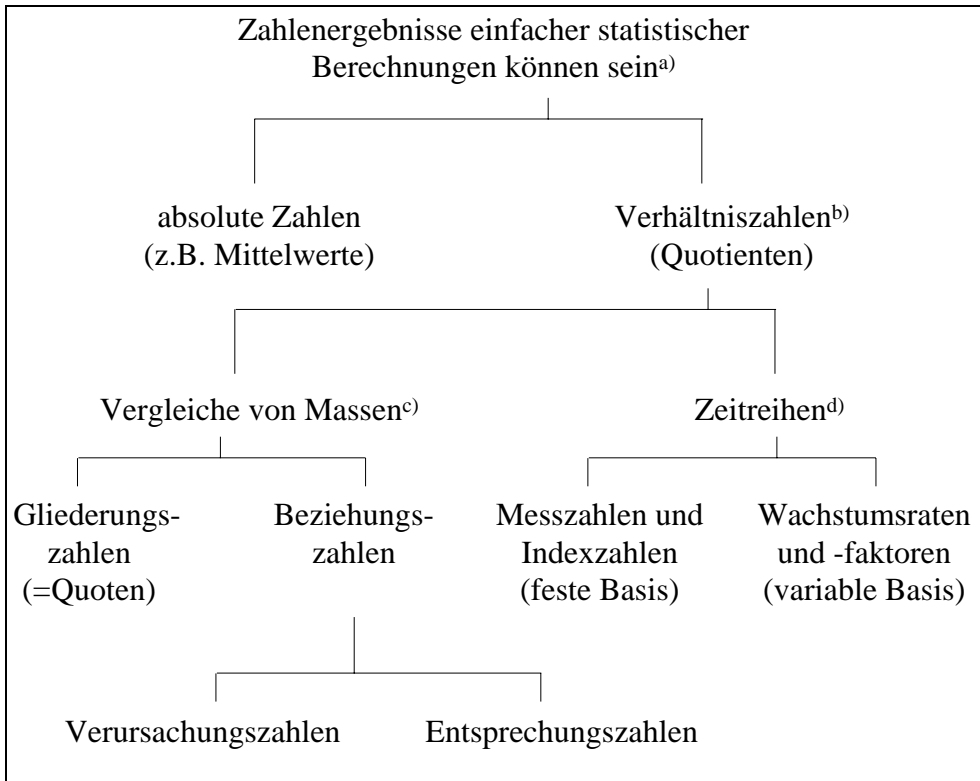 Zahlenergebnisse einfacher statistischer
Berechnungen können sein a)
absolute Zahlen
(z.B. Mittelwerte)
Verhältniszahlen b)
(Quotienten)
Vergleiche von Massen c)
Zeitreihen d)
Gliederungs-
zahlen
(=Quoten)
Beziehungs-
zahlen
Messzahlen und
Indexzahlen
(feste Basis)
Wachstumsraten
und -faktoren
(variable Basis)
Verursachungszahlen
Entsprechungszahlen